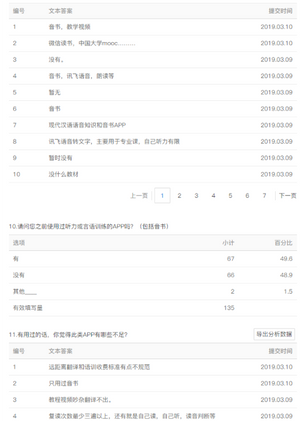 编号 文本答案 提交时间
1 音书、教学视频 2019.03.10
2 微信读书，中国大学mooc……… 2019.03.10
3 没有。 2019.03.09
4 音书，讯飞语音，朗读等 2019.03.09
5 暂无 2019.03.09
6 音书 2019.03.09
7 现代汉语语音知识和音书APP 2019.03.09
8 讯飞语音转文字，主要用于专业课，自己听力有限 2019.03.09
9 暂时没有 2019.03.09
10 没什么教材 2019.03.09
上一页 1 2 3 4 5 6 7 下一页
10.请问您之前使用过听力或言语训练的APP吗？（包括音书）
选项 小计 百分比
有 67 49.6
没有 66 48.9
其他____ 2 1.5
有效填写量 135
11.有用过的话，你觉得此类APP有哪些不足?
导出分析数据
编号 文本答案 提交时间
1 远距离翻译和培训收费标准有点不规范 2019.03.10
2 只用过音书 2019.03.10
3 教程视频吵杂翻译不出。 2019.03.09
4 复读次数最少三遍以上，还有就是自己读，自己听，读音判断等 2019.03.09